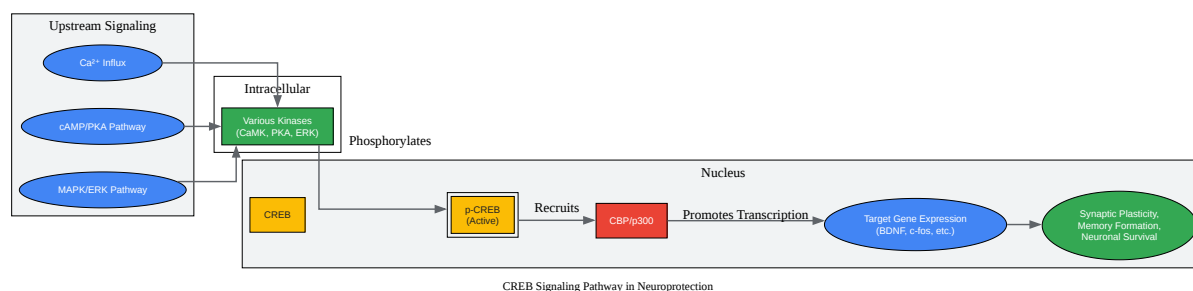 Upstream Signaling
Ca²⁺ Influx
cAMP/PKA Pathway
MAPK/ERK Pathway
Intracellular
Various Kinases
(CaMK, PKA, ERK)
Phosphorylates
Nucleus
CREB
p-CREB
(Active)
Recruits
CBP/p300
Promotes Transcription
Target Gene Expression
(BDNF, c-fos, etc.)
Synaptic Plasticity,
Memory Formation,
Neuronal Survival
CREB Signaling Pathway in Neuroprotection